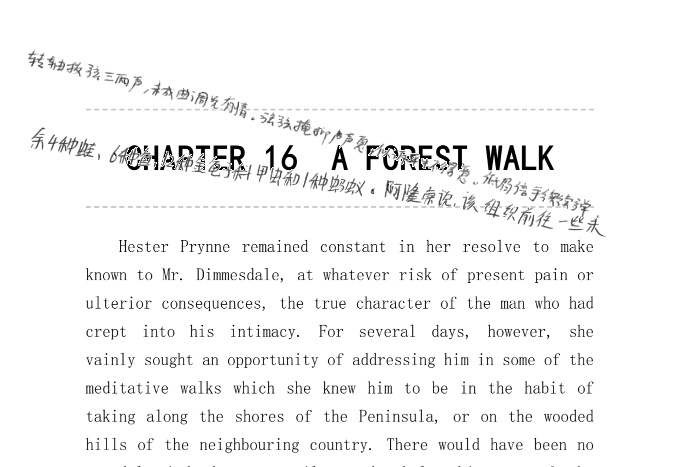 转轴拨弦三两声,未成曲调先有情。弦弦掩抑声声思,低眉信手续续弹
余4种蛙、6种甲虫和1种蚂蚁。阿隆索说,该组织前往一些未
CHAPTER 16 A FOREST WALK
Hester Prynne remained constant in her resolve to make
known to Mr. Dimmesdale, at whatever risk of present pain or
ulterior consequences, the true character of the man who had
crept into his intimacy. For several days, however, she
vainly sought an opportunity of addressing him in some of the
meditative walks which she knew him to be in the habit of
taking along the shores of the Peninsula, or on the wooded
hills of the neighbouring country. There would have been no